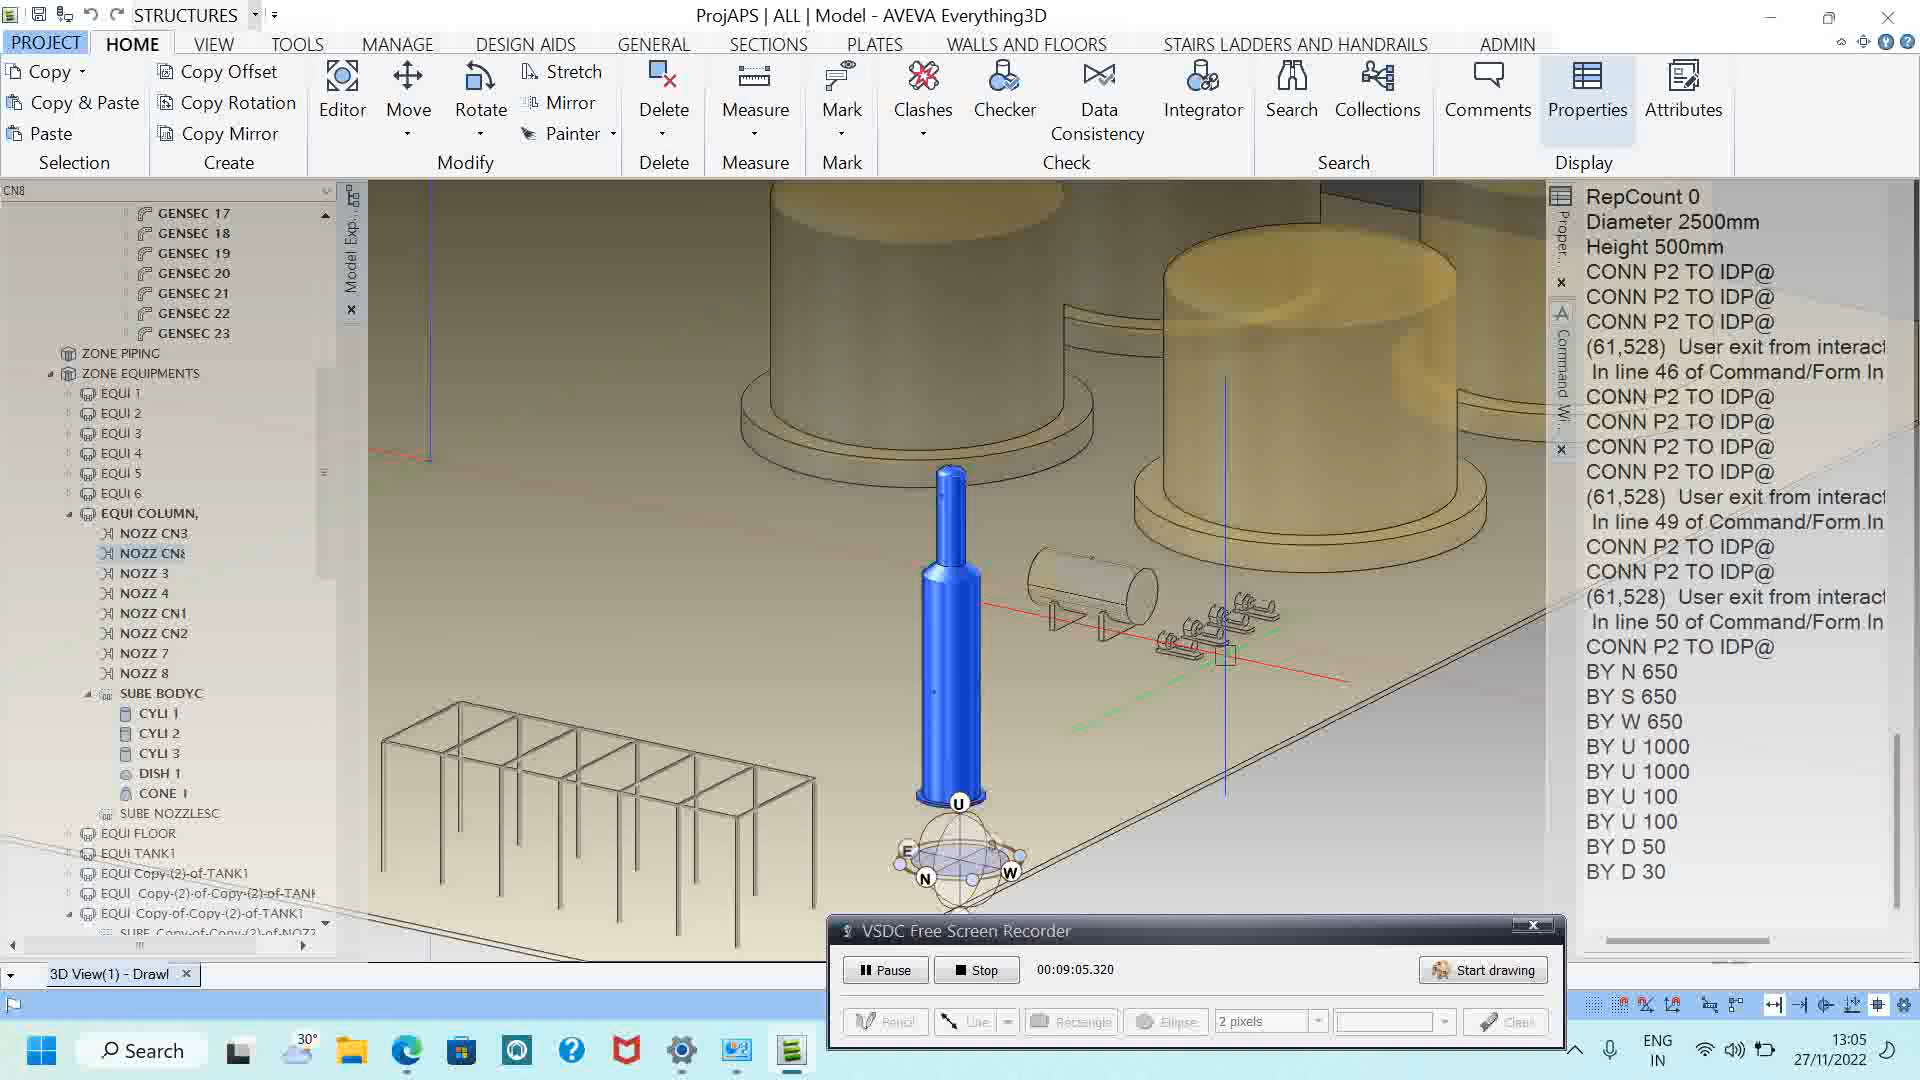 STRUCTURES
ProjAPS | ALL | Model - AVEVA Everything3D
PROJECT
HOME
VIEW
TOOLS
MANAGE
DESIGN AIDS
GENERAL
SECTIONS
PLATES
WALLS AND FLOORS
STAIRS LADDERS AND HANDRAILS
ADMIN
Copy
Copy & Paste
Paste
Selection
Copy Offset
Copy Rotation
Copy Mirror
Create
Editor
Move
Rotate
Stretch
Mirror
Painter
Modify
Delete
Delete
Measure
Measure
Mark
Mark
Clashes
Checker
Data
Consistency
Integrator
Check
Search
Collections
Search
Comments
Properties
Attributes
Display
CN8
GENSEC 17
GENSEC 18
GENSEC 19
GENSEC 20
GENSEC 21
GENSEC 22
GENSEC 23
ZONE PIPING
ZONE EQUIPMENTS
EQUI 1
EQUI 2
EQUI 3
EQUI 4
EQUI 5
EQUI 6
EQUI COLUMN,
NOZZ CN3
NOZZ CN8
NOZZ 3
NOZZ 4
NOZZ CN1
NOZZ CN2
NOZZ 7
NOZZ 8
SUBE BODYC
CYLI 1
CYLI 2
CYLI 3
DISH 1
CONE 1
SUBE NOZZLESC
EQUI FLOOR
EQUI TANK1
EQUI Copy-(2)-of-TANK1
EQUI Copy-(2)-of-Copy-(2)-of-TANK
EQUI Copy-of-Copy-(2)-of-TANK1
SUBE Copy-of-Copy-(2)-of-NOZZ
Model Exp...
U
E
N
W
Proper...
Command Wi...
RepCount 0
Diameter 2500mm
Height 500mm
CONN P2 TO IDP@
CONN P2 TO IDP@
CONN P2 TO IDP@
(61,528) User exit from interact
In line 46 of Command/Form In
CONN P2 TO IDP@
CONN P2 TO IDP@
CONN P2 TO IDP@
CONN P2 TO IDP@
(61,528) User exit from interact
In line 49 of Command/Form In
CONN P2 TO IDP@
CONN P2 TO IDP@
(61,528) User exit from interact
In line 50 of Command/Form In
CONN P2 TO IDP@
BY N 650
BY S 650
BY W 650
BY U 1000
BY U 1000
BY U 100
BY U 100
BY D 50
BY D 30
3D View(1) - Drawl
VSDC Free Screen Recorder
Pause
Stop
00:09:05.320
Start drawing
Pencil
Line
Rectangle
Ellipse
2 pixels
Clean
Search
30°
ENG
IN
13:05
27/11/2022